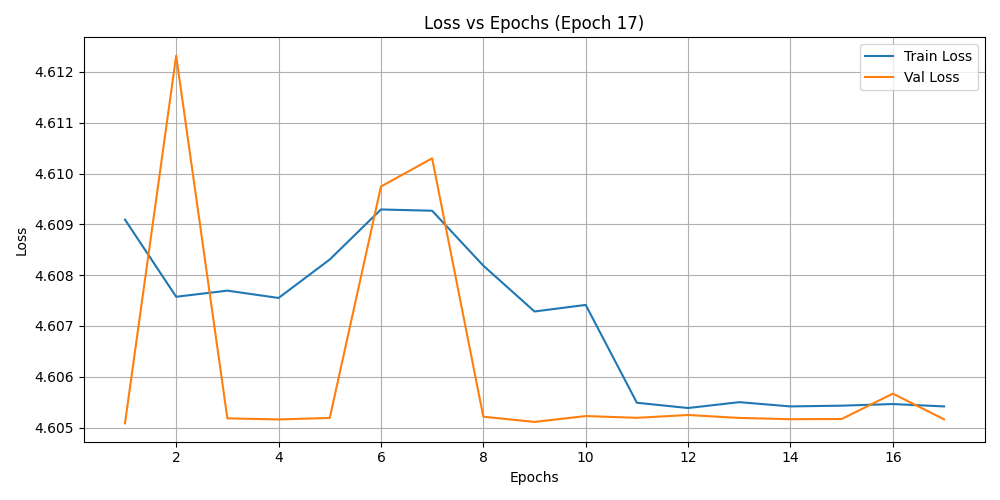 Loss vs Epochs (Epoch 17)
Train Loss
Val Loss
4.612
4.611
4.610
4.609
4.608
4.607
4.606
4.605
Loss
2 4 6 8 10 12 14 16
Epochs